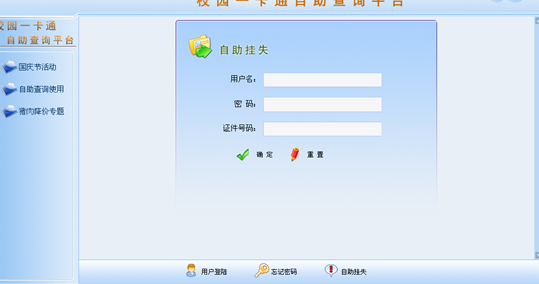 校园一卡通自助查询平台
校园一卡通
自助查询平台
国庆节活动
自助查询使用
猪肉降价专题
自助挂失
用户名：
密 码：
证件号码：
确 定
重 置
用户登陆
忘记密码
自助挂失